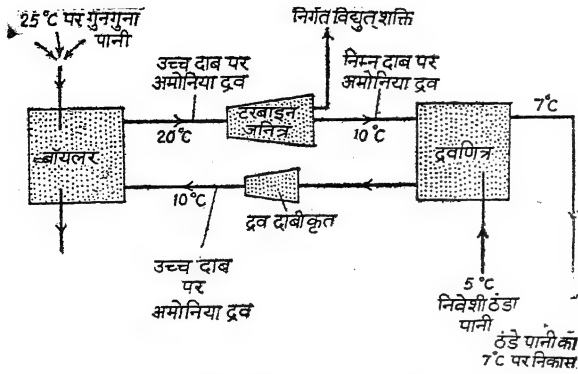 25°C पर गुनगुना
पानी
निर्गत विद्युत् शक्ति
उच्च दाब पर
अमोनिया द्रव
निम्न दाब पर
अमोनिया द्रव
7°C
टरबाइन
जनित्र
20°C
10°C
बॉयलर
द्रवणित्र
10°C
द्रव दाबीकृत
उच्च दाब
पर
अमोनिया द्रव
5°C
निवेशी ठंडा
पानी
ठंडे पानी का
7°C पर निकास